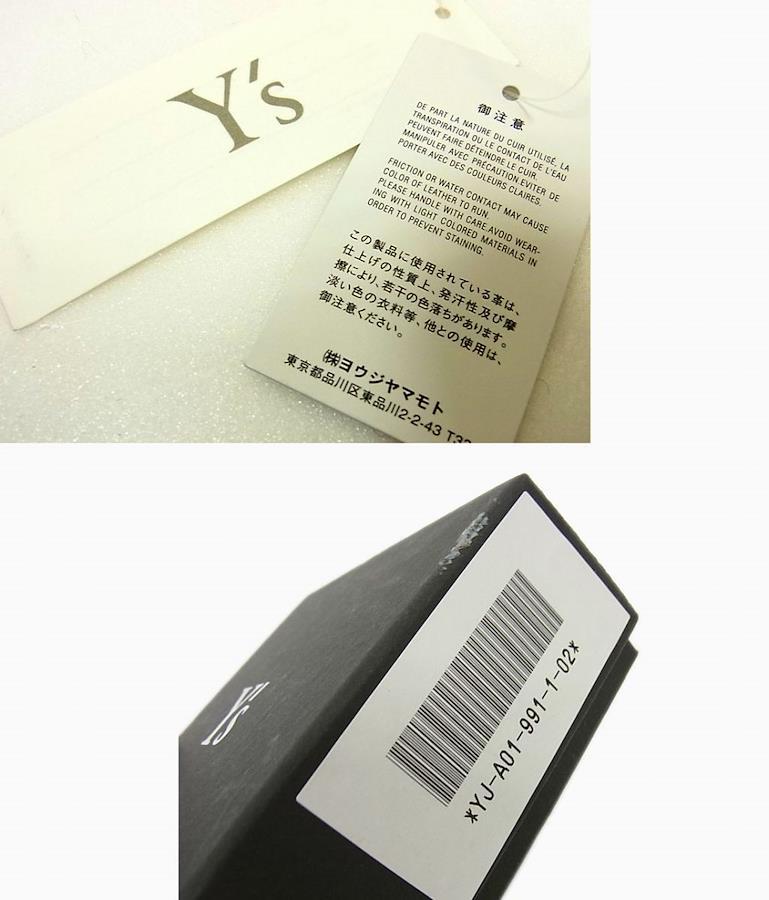 Y's
御注意
DE PART LA NATURE DU CUIR UTILISÉ, LA
TRANSPIRATION OU LE CONTACT DE L'EAU
PEUVENT FAIRE DÉTEINDRE LE CUIR.
MANIPULER AVEC PRÉCAUTION.EVITER DE
PORTER AVEC DES COULEURS CLAIRES.
FRICTION OR WATER CONTACT MAY CAUSE
COLOR OF LEATHER TO RUN.
PLEASE HANDLE WITH CARE.AVOID WEAR-
ING WITH LIGHT COLORED MATERIALS IN
ORDER TO PREVENT STAINING.
この製品に使用されている革は、
仕上げの性質上、発汗性及び摩
擦により、若干の色落ちがあります。
淡い色の衣料等、他との使用は、
御注意ください。
㈱ヨウジヤマモト
東京都品川区東品川2-2-43
Y's
*YJ-A01-991-1-02*